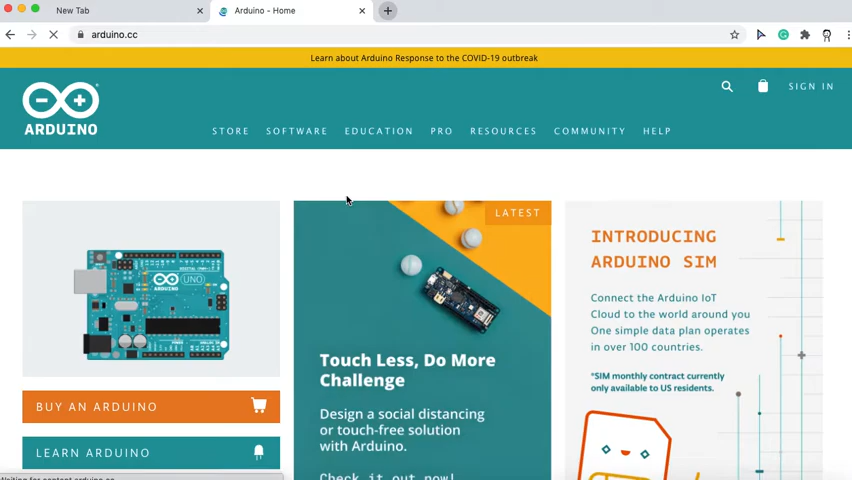 New Tab
Arduino - Home
arduino.cc
Learn about Arduino Response to the COVID-19 outbreak
SIGN IN
ARDUINO
STORE SOFTWARE EDUCATION PRO RESOURCES COMMUNITY HELP
UNO
ARDUINO
BUY AN ARDUINO
LEARN ARDUINO
LATEST
Touch Less, Do More
Challenge
Design a social distancing
or touch-free solution
with Arduino.
Check it out now!
INTRODUCING
ARDUINO SIM
Connect the Arduino IoT
Cloud to the world around you
One simple data plan operates
in over 100 countries.
*SIM monthly contract currently
only available to US residents.